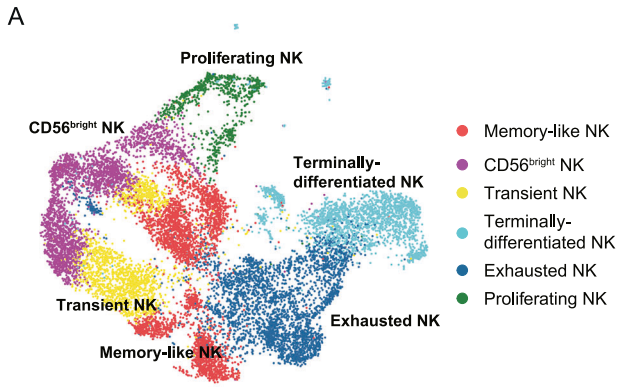 A
Proliferating NK
CD56bright NK
Terminally-
differentiated NK
Transient NK
Memory-like NK
Exhausted NK
Memory-like NK
CD56bright NK
Transient NK
Terminally-
differentiated NK
Exhausted NK
Proliferating NK